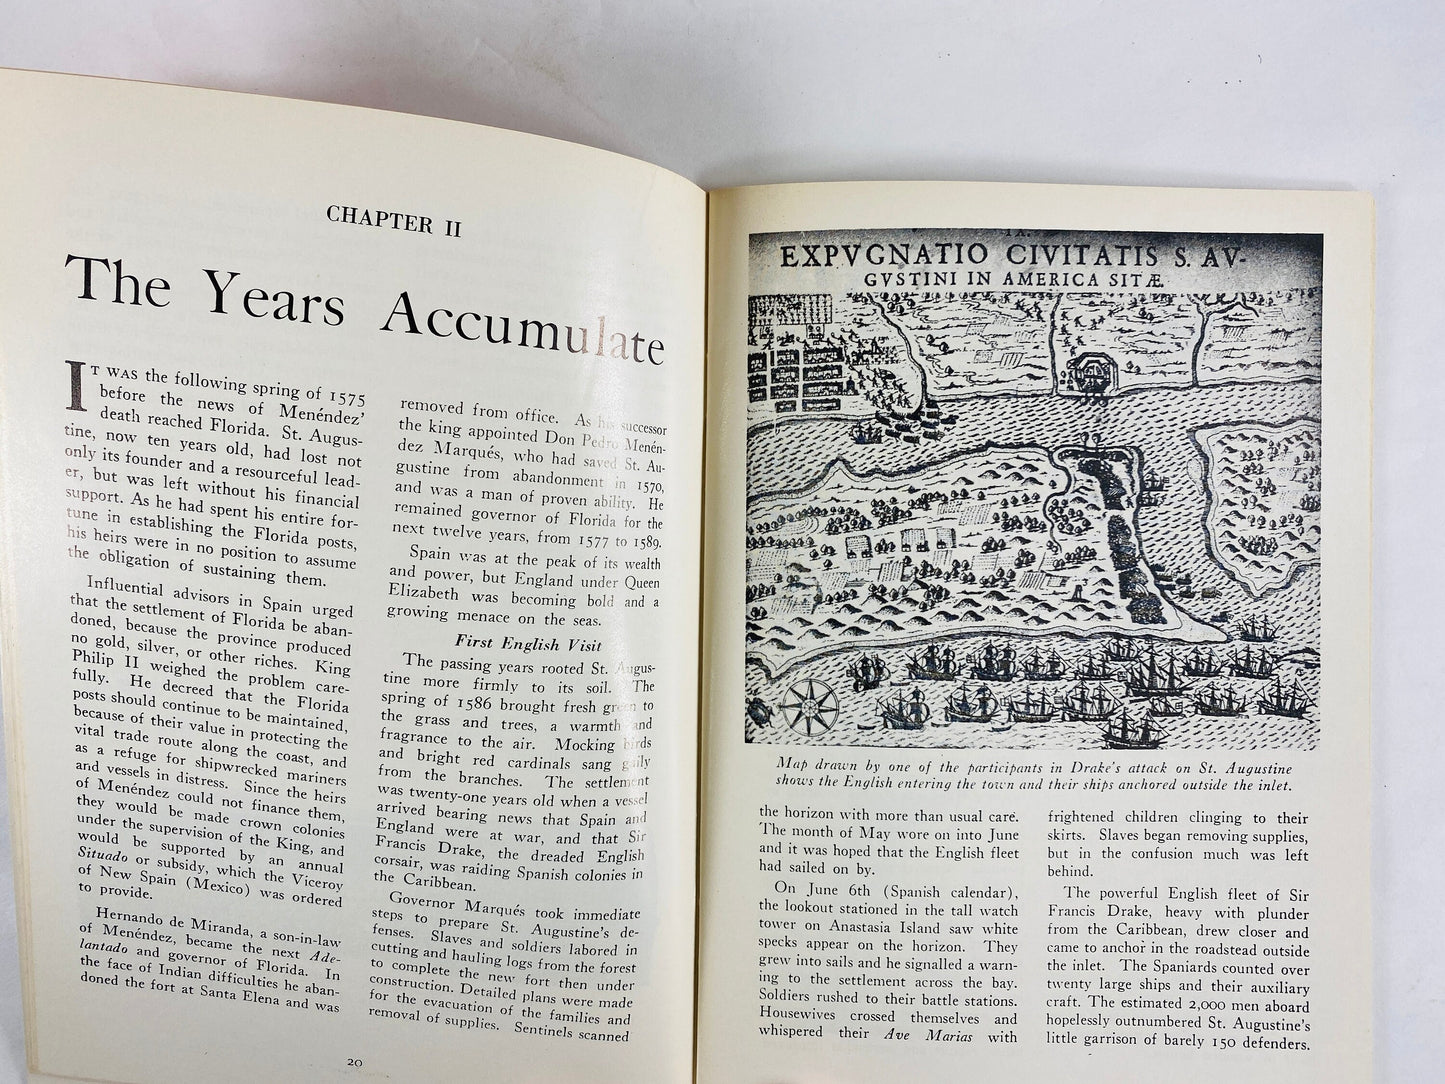 CHAPTER II
The Years Accumulate
IT WAS the following spring of 1575
before the news of Menéndez'
death reached Florida. St. Augus-
tine, now ten years old, had lost not
only its founder and a resourceful lead-
er, but was left without his financial
support. As he had spent his entire for-
tune in establishing the Florida posts,
his heirs were in no position to assume
the obligation of sustaining them.
Influential advisors in Spain urged
that the settlement of Florida be aban-
doned, because the province produced
no gold, silver, or other riches. King
Philip II weighed the problem care-
fully. He decreed that the Florida
posts should continue to be maintained,
because of their value in protecting the
vital trade route along the coast, and
as a refuge for shipwrecked mariners
and vessels in distress. Since the heirs
of Menéndez could not finance them,
they would be made crown colonies
under the supervision of the King, and
would be supported by an annual
Situado or subsidy, which the Viceroy
of New Spain (Mexico) was ordered
to provide.
Hernando de Miranda, a son-in-law
of Menéndez, became the next Ade-
lantado and governor of Florida. In
the face of Indian difficulties he aban-
doned the fort at Santa Elena and was
removed from office. As his successor
the king appointed Don Pedro Menén-
dez Marqués, who had saved St. Au-
gustine from abandonment in 1570,
and was a man of proven ability. He
remained governor of Florida for the
next twelve years, from 1577 to 1589.
Spain was at the peak of its wealth
and power, but England under Queen
Elizabeth was becoming bold and a
growing menace on the seas.
First English Visit
The passing years rooted St. Augus-
tine more firmly to its soil. The
spring of 1586 brought fresh green to
the grass and trees, a warmth and
fragrance to the air. Mocking birds
and bright red cardinals sang gaily
from the branches. The settlement
was twenty-one years old when a vessel
arrived bearing news that Spain and
England were at war, and that Sir
Francis Drake, the dreaded English
corsair, was raiding Spanish colonies in
the Caribbean.
Governor Marqués took immediate
steps to prepare St. Augustine's de-
fenses. Slaves and soldiers labored in
cutting and hauling logs from the forest
to complete the new fort then under
construction. Detailed plans were made
for the evacuation of the families and
removal of supplies. Sentinels scanned
20
EXPVGNATIO CIVITATIS S. AV-
GVSTINI IN AMERICA SITÆ.
Map drawn by one of the participants in Drake's attack on St. Augustine
shows the English entering the town and their ships anchored outside the inlet.
the horizon with more than usual care.
The month of May wore on into June
and it was hoped that the English fleet
had sailed on by.
On June 6th (Spanish calendar),
the lookout stationed in the tall watch
tower on Anastasia Island saw white
specks appear on the horizon. They
grew into sails and he signalled a warn-
ing to the settlement across the bay.
Soldiers rushed to their battle stations.
Housewives crossed themselves and
whispered their Ave Marias with
frightened children clinging to their
skirts. Slaves began removing supplies,
but in the confusion much was left
behind.
The powerful English fleet of Sir
Francis Drake, heavy with plunder
from the Caribbean, drew closer and
came to anchor in the roadstead outside
the inlet. The Spaniards counted over
twenty large ships and their auxiliary
craft. The estimated 2,000 men aboard
hopelessly outnumbered St. Augustine's
little garrison of barely 150 defenders.